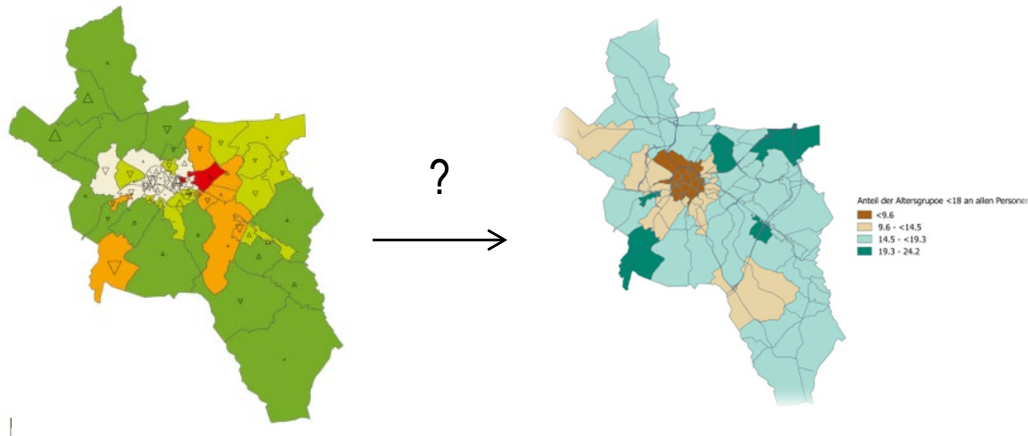 ?
Anteil der Altersgrupoe <18 an allen Personen
<9.6
9.6 - <14.5
14.5 - <19.3
19.3 - 24.2